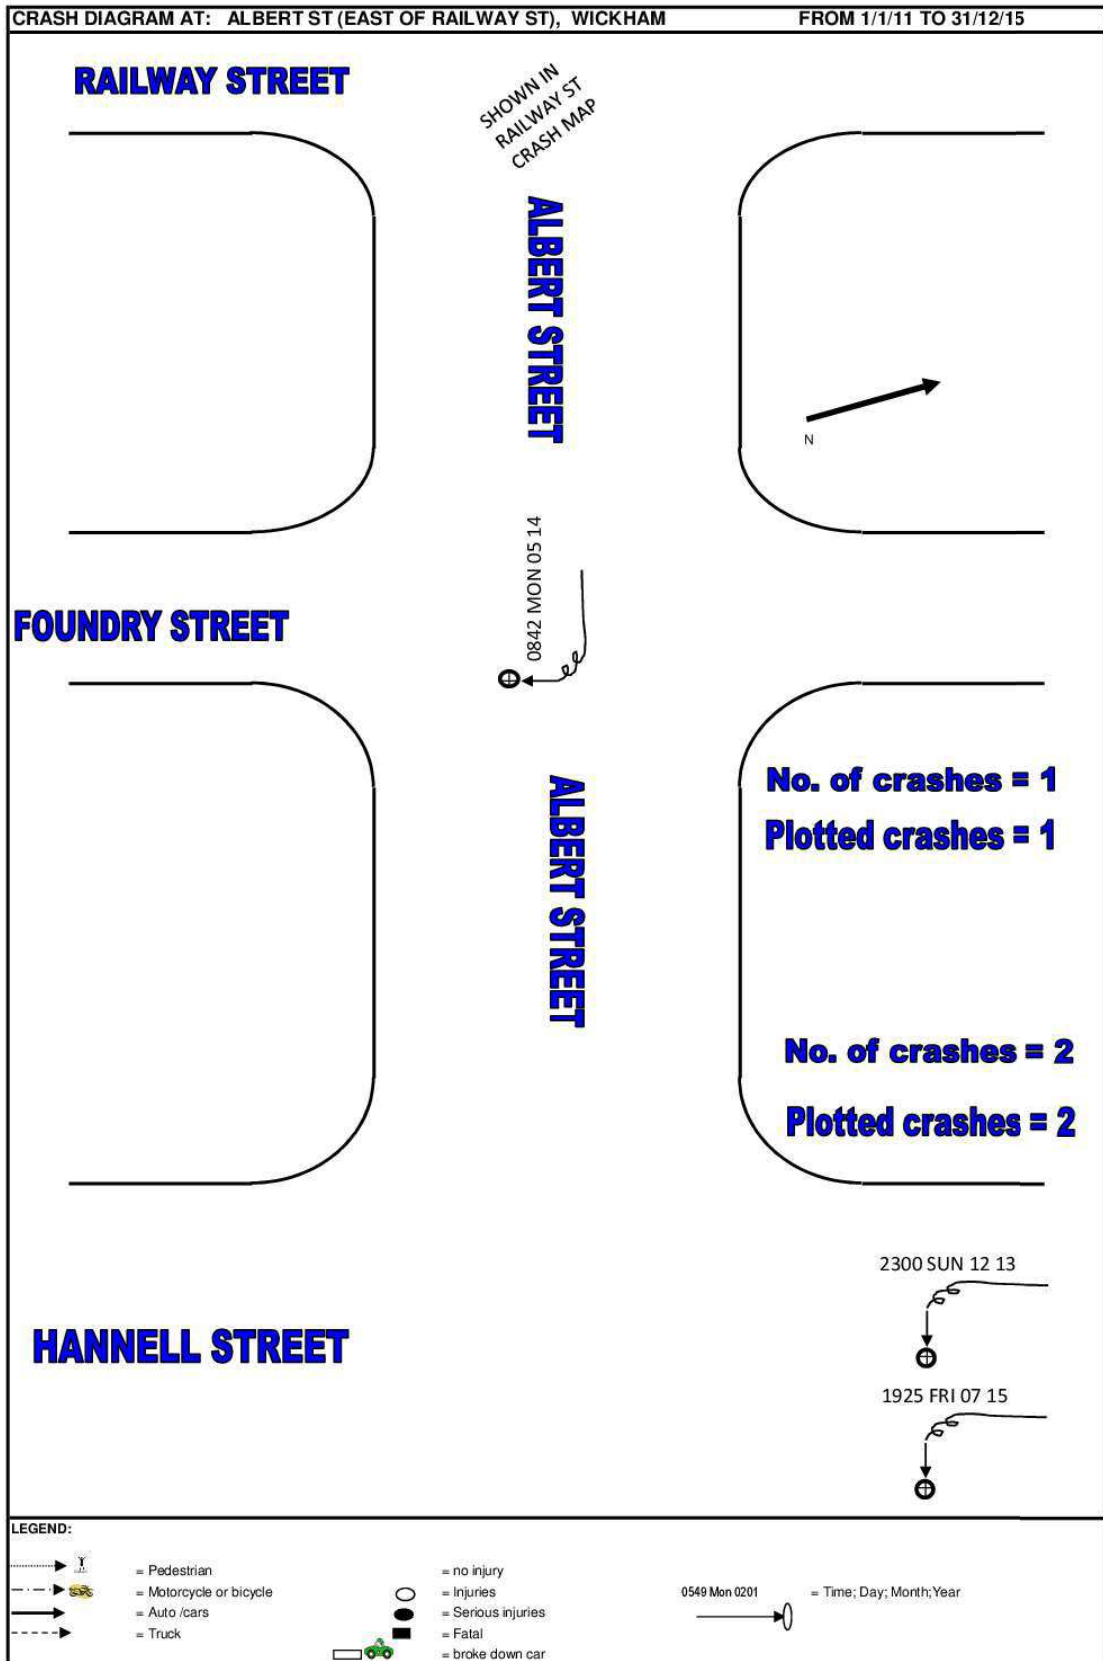 CRASH DIAGRAM AT: ALBERT ST (EAST OF RAILWAY ST), WICKHAM FROM 1/1/11 TO 31/12/15
RAILWAY STREET
SHOWN IN
RAILWAY ST
CRASH MAP
ALBERT STREET
N
0842 MON 05 14
FOUNDRY STREET
ALBERT STREET
No. of crashes = 1
Plotted crashes = 1
No. of crashes = 2
Plotted crashes = 2
2300 SUN 12 13
HANNELL STREET
1925 FRI 07 15
LEGEND:
= Pedestrian
= Motorcycle or bicycle
= Auto /cars
= Truck
= no injury
= Injuries
= Serious injuries
= Fatal
= broke down car
0549 Mon 0201 = Time; Day; Month;Year